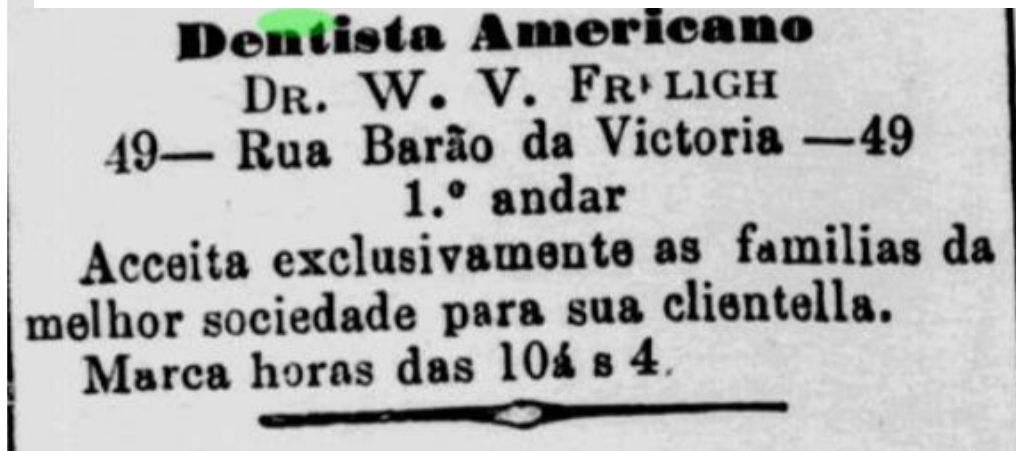 Dentista Americano
DR. W. V. 
49— Rua Barão da Victoria —49
1.º andar
Acceita exclusivamente as familias da
melhor sociedade para sua clientella.
Marca horas das 10á s 4.